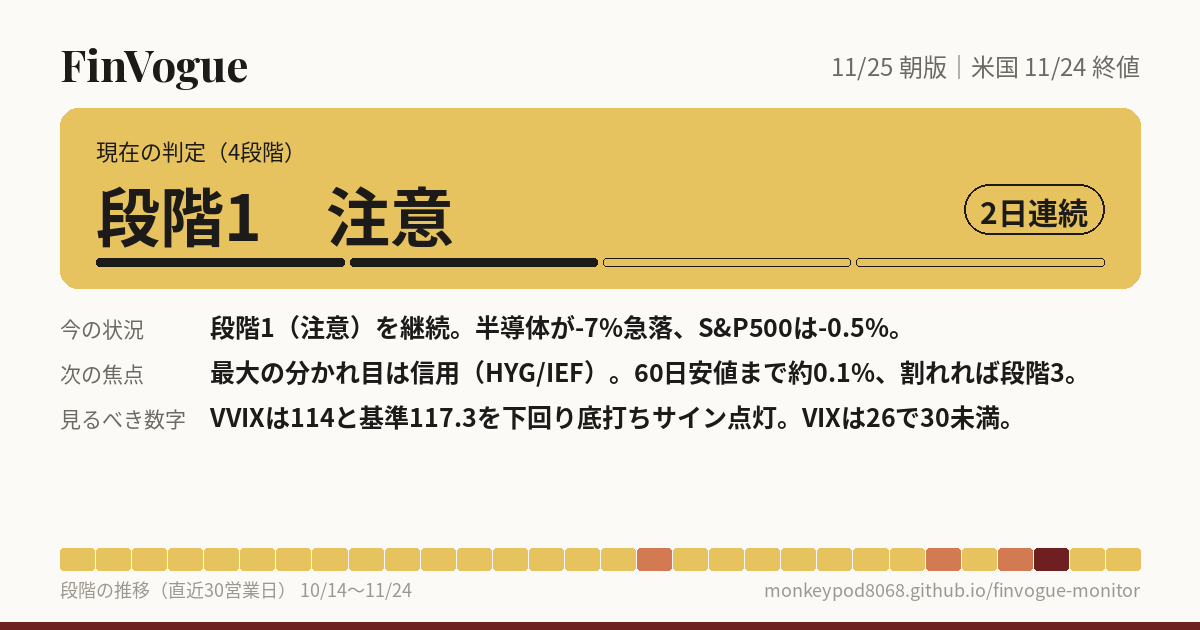 FinVogue
11/25 朝版｜米国 11/24 終値
現在の判定（4段階）
段階1　注意
2日連続
今の状況 段階1（注意）を継続。半導体が-7%急落、S&P500は-0.5%。
次の焦点 最大の分かれ目は信用（HYG/IEF）。60日安値まで約0.1%、割れれば段階3。
見るべき数字 VVIXは114と基準117.3を下回り底打ちサイン点灯。VIXは26で30未満。
段階の推移（直近30営業日） 10/14〜11/24
monkeypod8068.github.io/finvogue-monitor